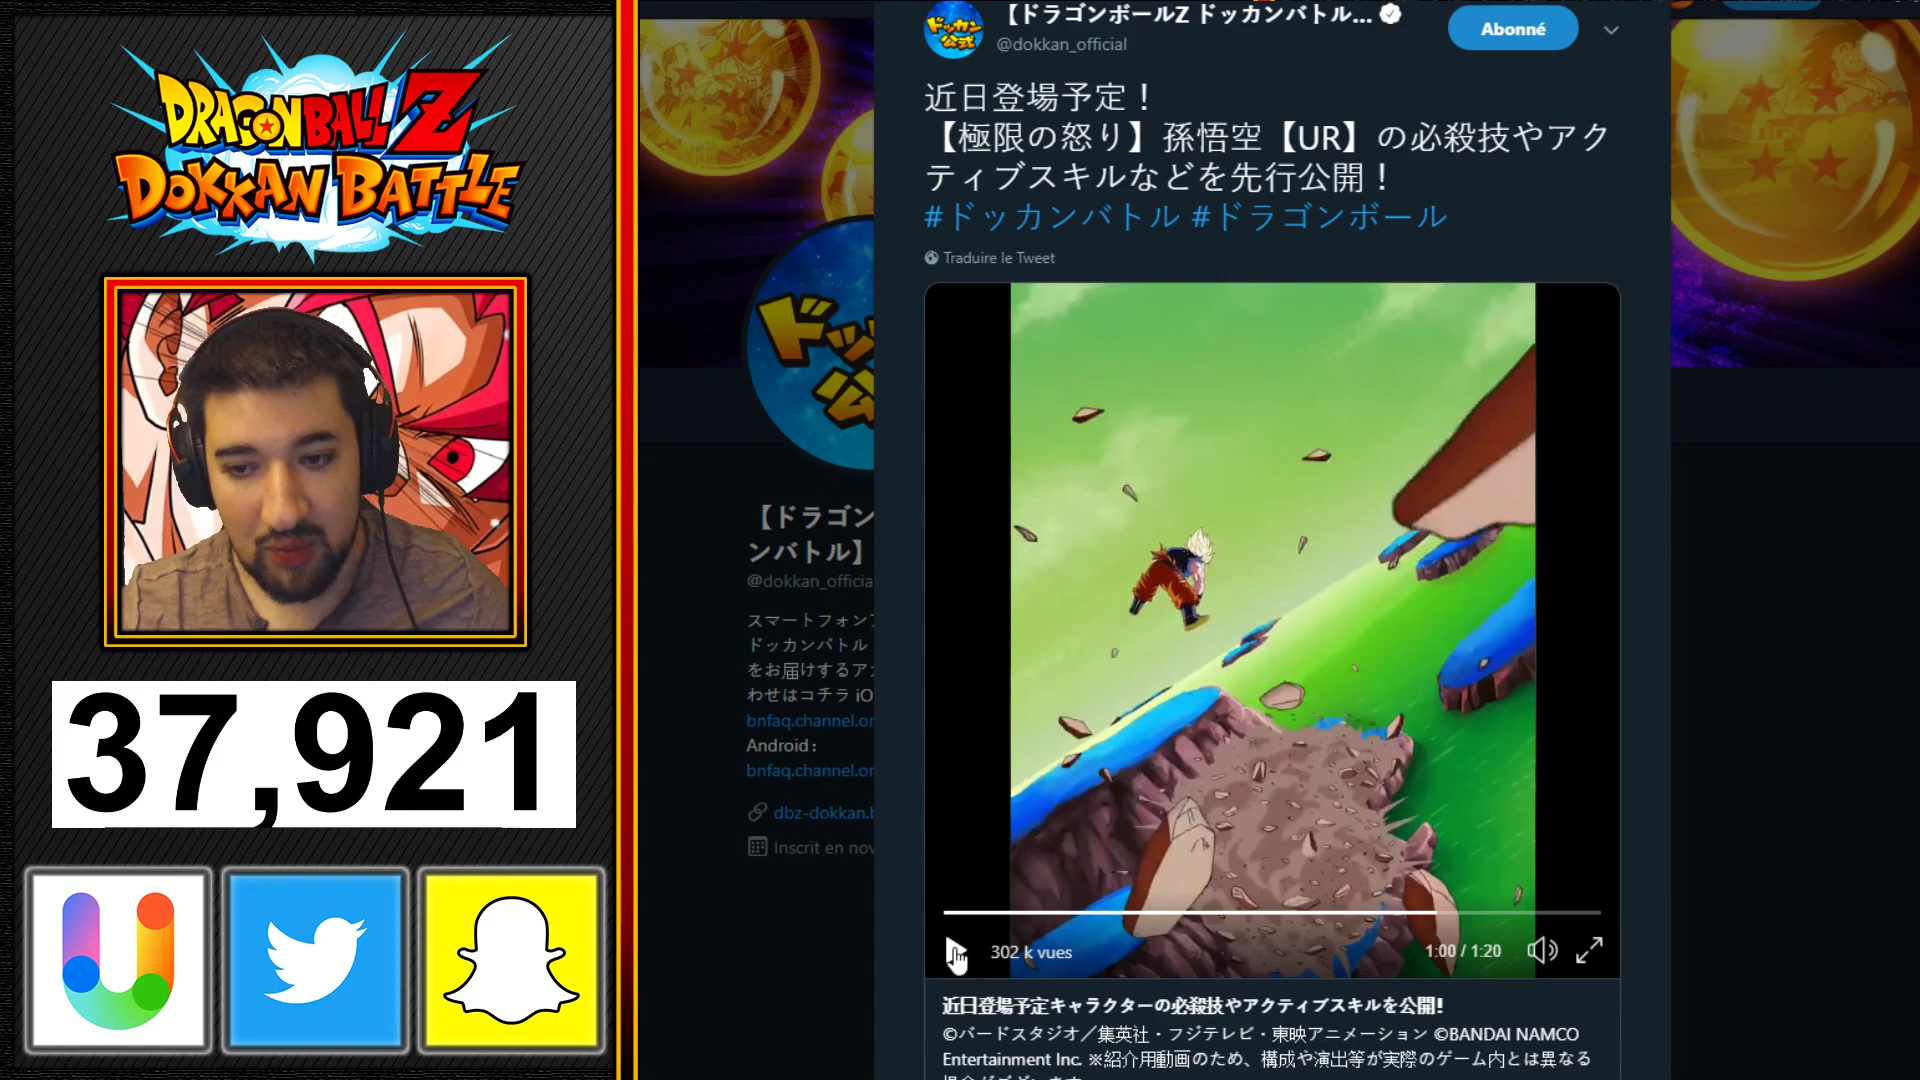 DRAGONBALL Z
DOKKAN BATTLE
37,921
【ドラゴンボールZ ドッカンバトル...
@dokkan_official
Abonné
近日登場予定！
【極限の怒り】孫悟空【UR】の必殺技やアク
ティブスキルなどを先行公開！
#ドッカンバトル #ドラゴンボール
Traduire le Tweet
ドッカン
公式
【ドラゴン
ンバトル】
@dokkan_officia
スマートフォン
ドッカンバトル
をお届けするア
わせはコチラ iO
bnfaq.channel.or
Android：
bnfaq.channel.or
dbz-dokkan.b
Inscrit en nov
302 k vues
1:00 / 1:20
近日登場予定キャラクターの必殺技やアクティブスキルを公開!
©バードスタジオ／集英社・フジテレビ・東映アニメーション ©BANDAI NAMCO
Entertainment Inc. ※紹介用動画のため、構成や演出等が実際のゲーム内とは異なる